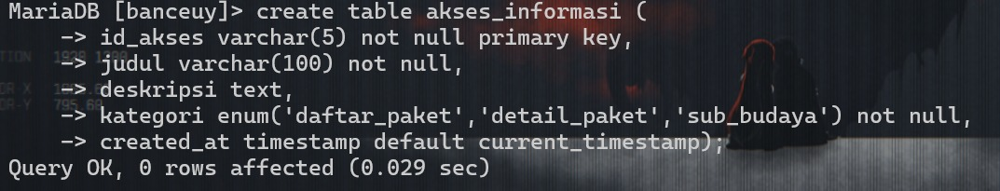 MariaDB [banceuy]> create table akses_informasi (
    -> id_akses varchar(5) not null primary key,
    -> judul varchar(100) not null,
    -> deskripsi text,
    -> kategori enum('daftar_paket','detail_paket','sub_budaya') not null,
    -> created_at timestamp default current_timestamp);
Query OK, 0 rows affected (0.029 sec)